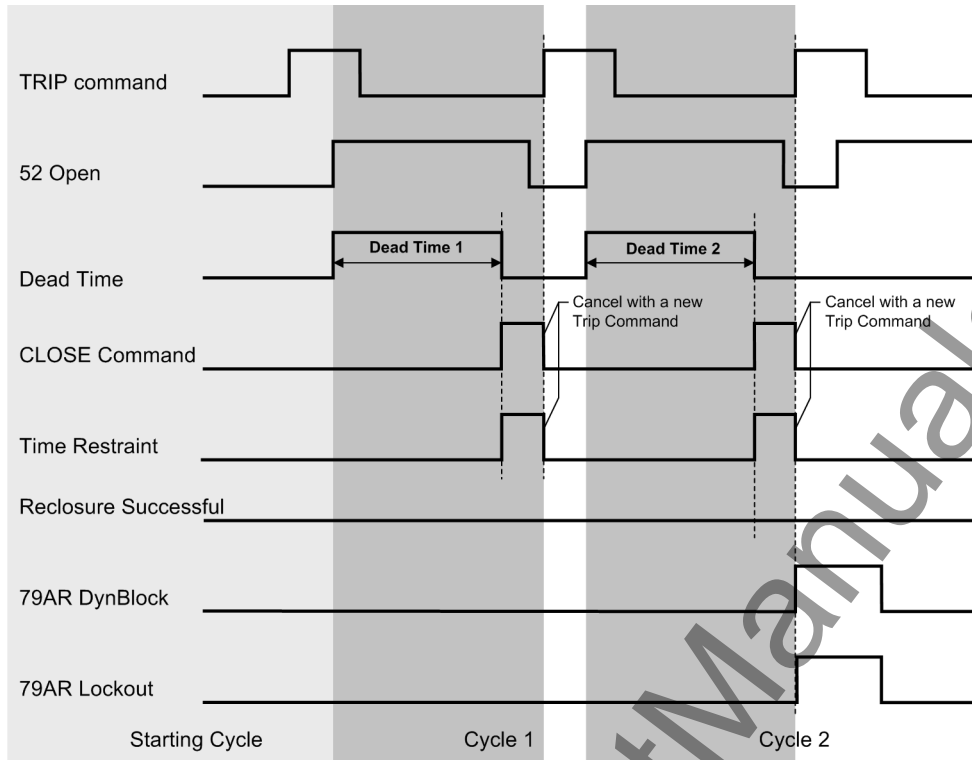 TRIP command
52 Open
Dead Time 1
Dead Time 2
Dead Time
Cancel with a new
Trip Command
Cancel with a new
Trip Command
CLOSE Command
Time Restraint
Reclosure Successful
79AR DynBlock
79AR Lockout
Starting Cycle
Cycle 1
Cycle 2
tManual